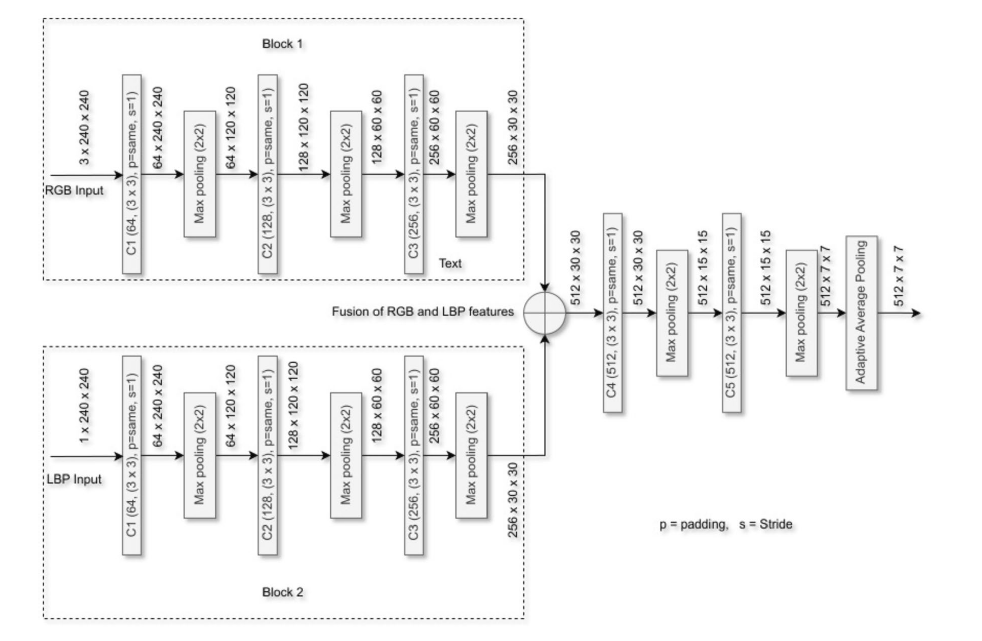 Block 1
3 x 240 x 240
RGB Input
C1 (64, (3 x 3), p=same, s=1)
64 x 240 x 240
Max pooling (2x2)
64 x 120 x 120
C2 (128, (3 x 3), p=same, s=1)
128 x 120 x 120
Max pooling (2x2)
128 x 60 x 60
C3 (256, (3 x 3), p=same, s=1)
256 x 60 x 60
Max pooling (2x2)
256 x 30 x 30
Text
Fusion of RGB and LBP features
512 x 30 x 30
C4 (512, (3 x 3), p=same, s=1)
512 x 30 x 30
Max pooling (2x2)
512 x 15 x 15
C5 (512, (3 x 3), p=same, s=1)
512 x 15 x 15
Max pooling (2x2)
512 x 7 x 7
Adaptive Average Pooling
512 x 7 x 7
1 x 240 x 240
LBP Input
C1 (64, (3 x 3), p=same, s=1)
64 x 240 x 240
Max pooling (2x2)
64 x 120 x 120
C2 (128, (3 x 3), p=same, s=1)
128 x 120 x 120
Max pooling (2x2)
128 x 60 x 60
C3 (256, (3 x 3), p=same, s=1)
256 x 60 x 60
Max pooling (2x2)
256 x 30 x 30
Block 2
p = padding, s = Stride